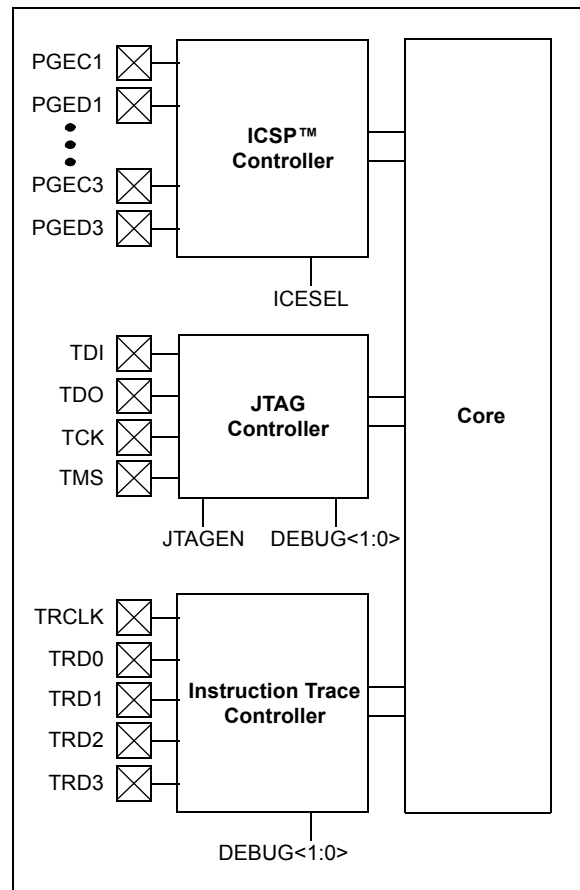 PGEC1
PGED1
ICSP™
Controller
PGEC3
PGED3
ICESEL
TDI
TDO
JTAG
Controller
TCK
TMS
Core
JTAGEN
DEBUG<1:0>
TRCLK
TRD0
TRD1
Instruction Trace
Controller
TRD2
TRD3
DEBUG<1:0>